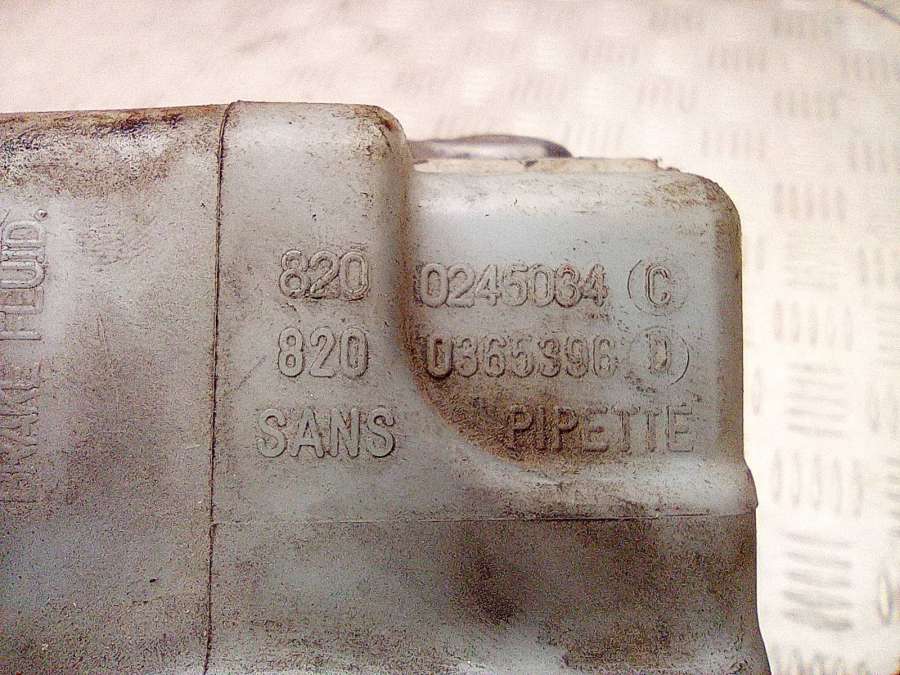 BRAKE FLUID.
820 0245034 (C)
820 0365396 (D)
SANS PIPETTE